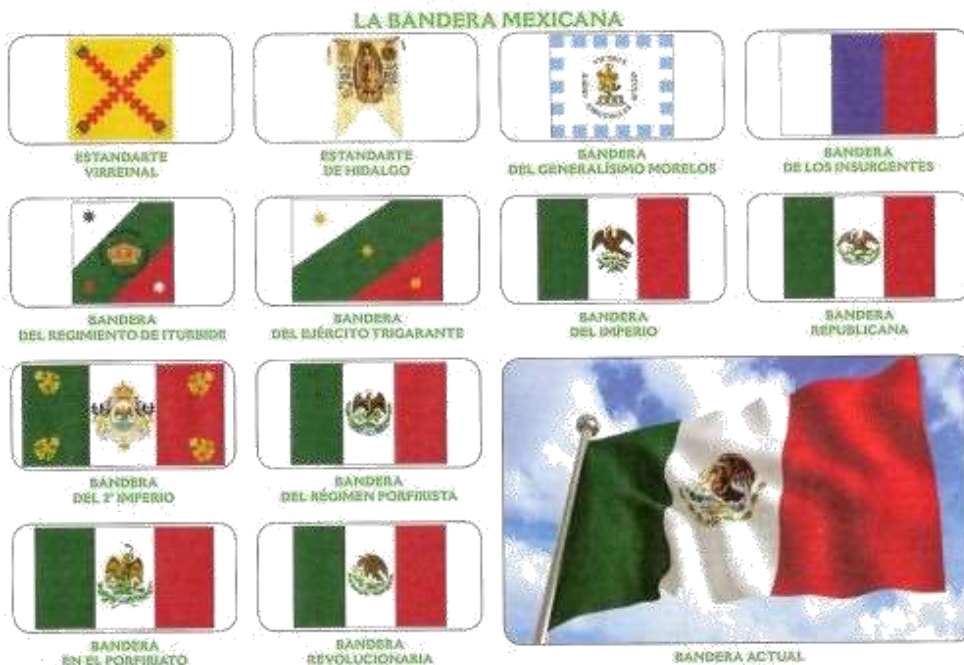 LA BANDERA MEXICANA
ESTANDARTE
VIRREINAL
ESTANDARTE
DE HIDALGO
BANDERA
DEL GENERALÍSIMO MORELOS
BANDERA
DE LOS INSURGENTES
BANDERA
DEL REGIMIENTO DE ITURBIDE
BANDERA
DEL EJÉRCITO TRIGARANTE
BANDERA
DEL IMPERIO
BANDERA
REPUBLICANA
BANDERA
DEL 2° IMPERIO
BANDERA
DEL RÉGIMEN PORFIRISTA
BANDERA
EN EL PORFIRIATO
BANDERA
REVOLUCIONARIA
BANDERA ACTUAL